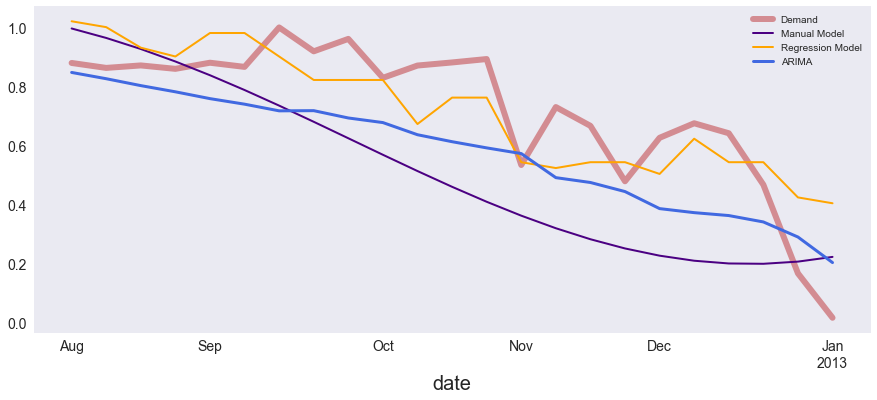 1.0
0.8
0.6
0.4
0.2
0.0
Demand
Manual Model
Regression Model
ARIMA
Aug Sep Oct Nov Dec Jan
2013
date